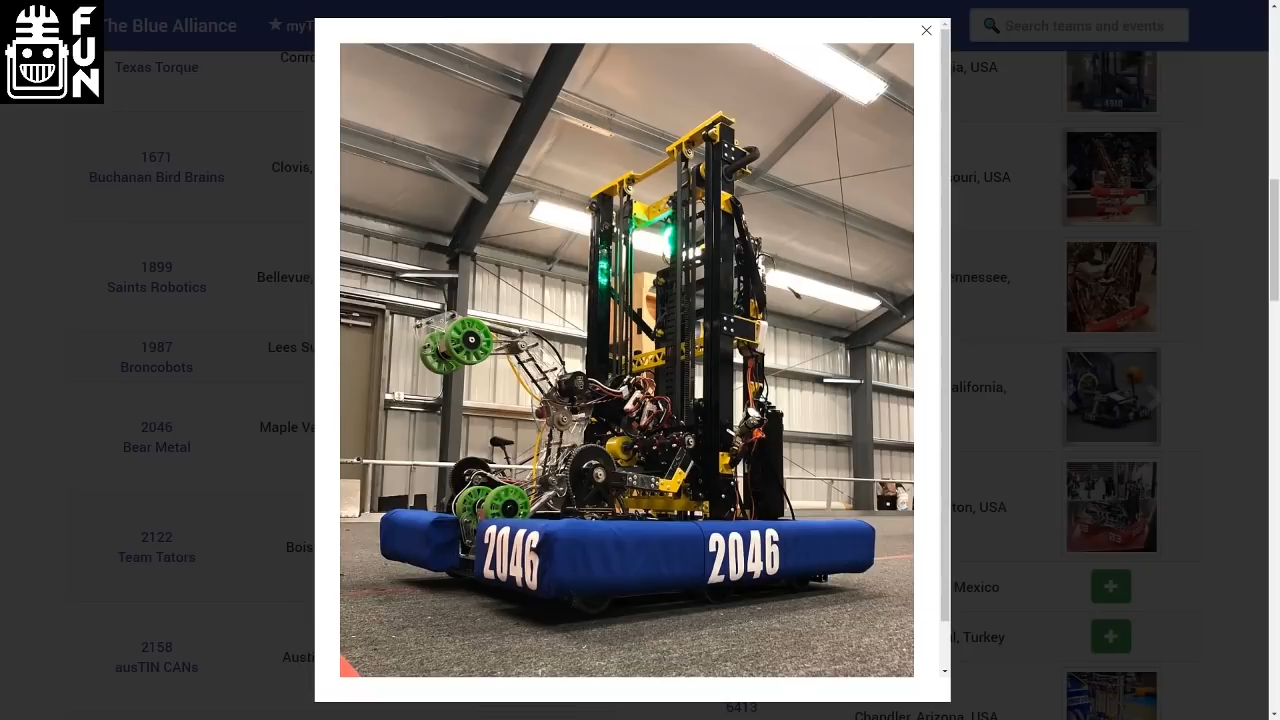 FUN
The Blue Alliance
★ myT
Search teams and events
Texas Torque
Conro
ia, USA
1671
Buchanan Bird Brains
Clovis,
ouri, USA
1899
Saints Robotics
Bellevue,
ennessee,
1987
Broncobots
Lees Su
alifornia,
2046
Bear Metal
Maple Va
ton, USA
2122
Team Tators
Bois
Mexico
l, Turkey
2158
ausTIN CANs
Austi
6413
Chandler, Arizona, USA
2046
2046